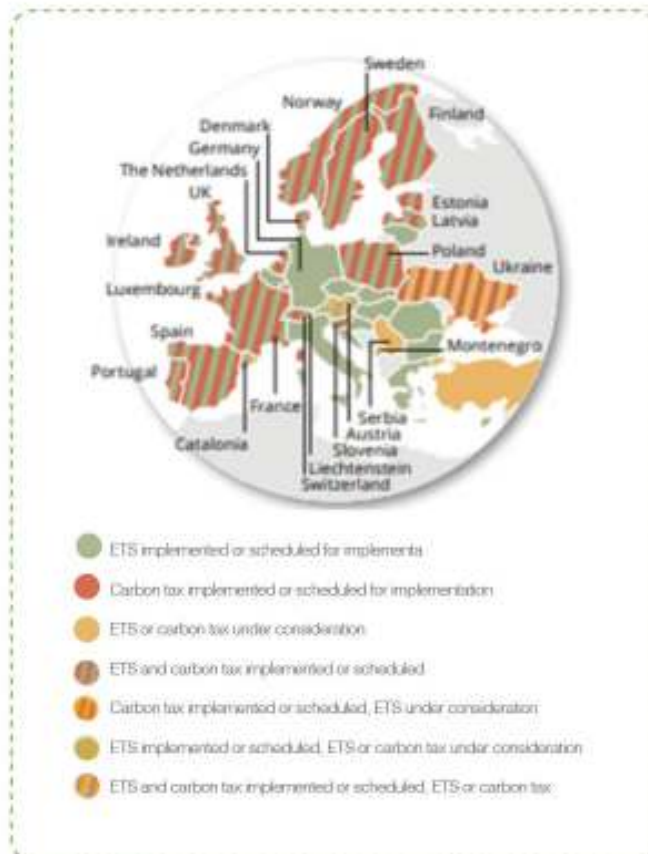 Sweden
Norway
Finland
Denmark
Germany
The Netherlands
UK
Estonia
Latvia
Ireland
Poland
Ukraine
Luxembourg
Spain
Montenegro
Portugal
France
Serbia
Catalonia
Austria
Slovenia
Liechtenstein
Switzerland
ETS implemented or scheduled for implementa
Carbon tax implemented or scheduled for implementation
ETS or carbon tax under consideration
ETS and carbon tax implemented or scheduled
Carbon tax implemented or scheduled, ETS under consideration
ETS implemented or scheduled, ETS or carbon tax under consideration
ETS and carbon tax implemented or scheduled, ETS or carbon tax